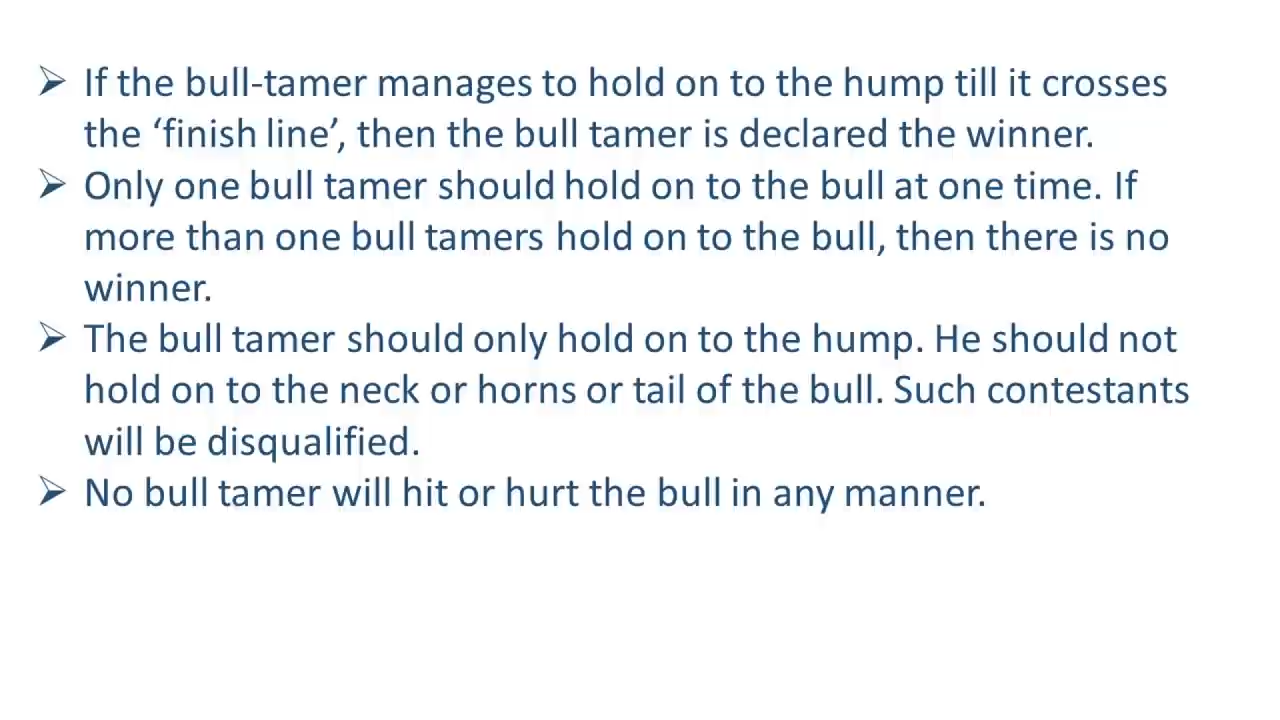 ➢ If the bull-tamer manages to hold on to the hump till it crosses
the ‘finish line’, then the bull tamer is declared the winner.
➢ Only one bull tamer should hold on to the bull at one time. If
more than one bull tamers hold on to the bull, then there is no
winner.
➢ The bull tamer should only hold on to the hump. He should not
hold on to the neck or horns or tail of the bull. Such contestants
will be disqualified.
➢ No bull tamer will hit or hurt the bull in any manner.